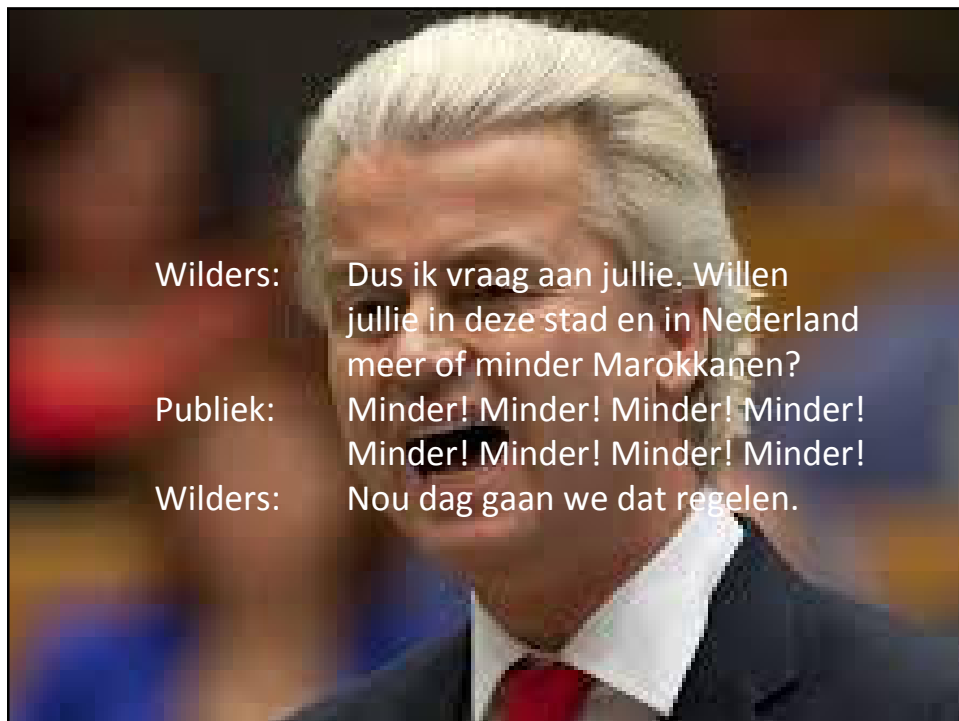 Wilders: Dus ik vraag aan jullie. Willen
jullie in deze stad en in Nederland
meer of minder Marokkanen?
Publiek: Minder! Minder! Minder! Minder!
Minder! Minder! Minder! Minder!
Wilders: Nou dag gaan we dat regelen.